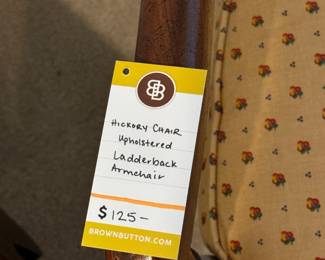 BB
HICKORY CHAIR
Upholstered
Ladderback
Armchair
$125-
BROWNBUTTON.COM